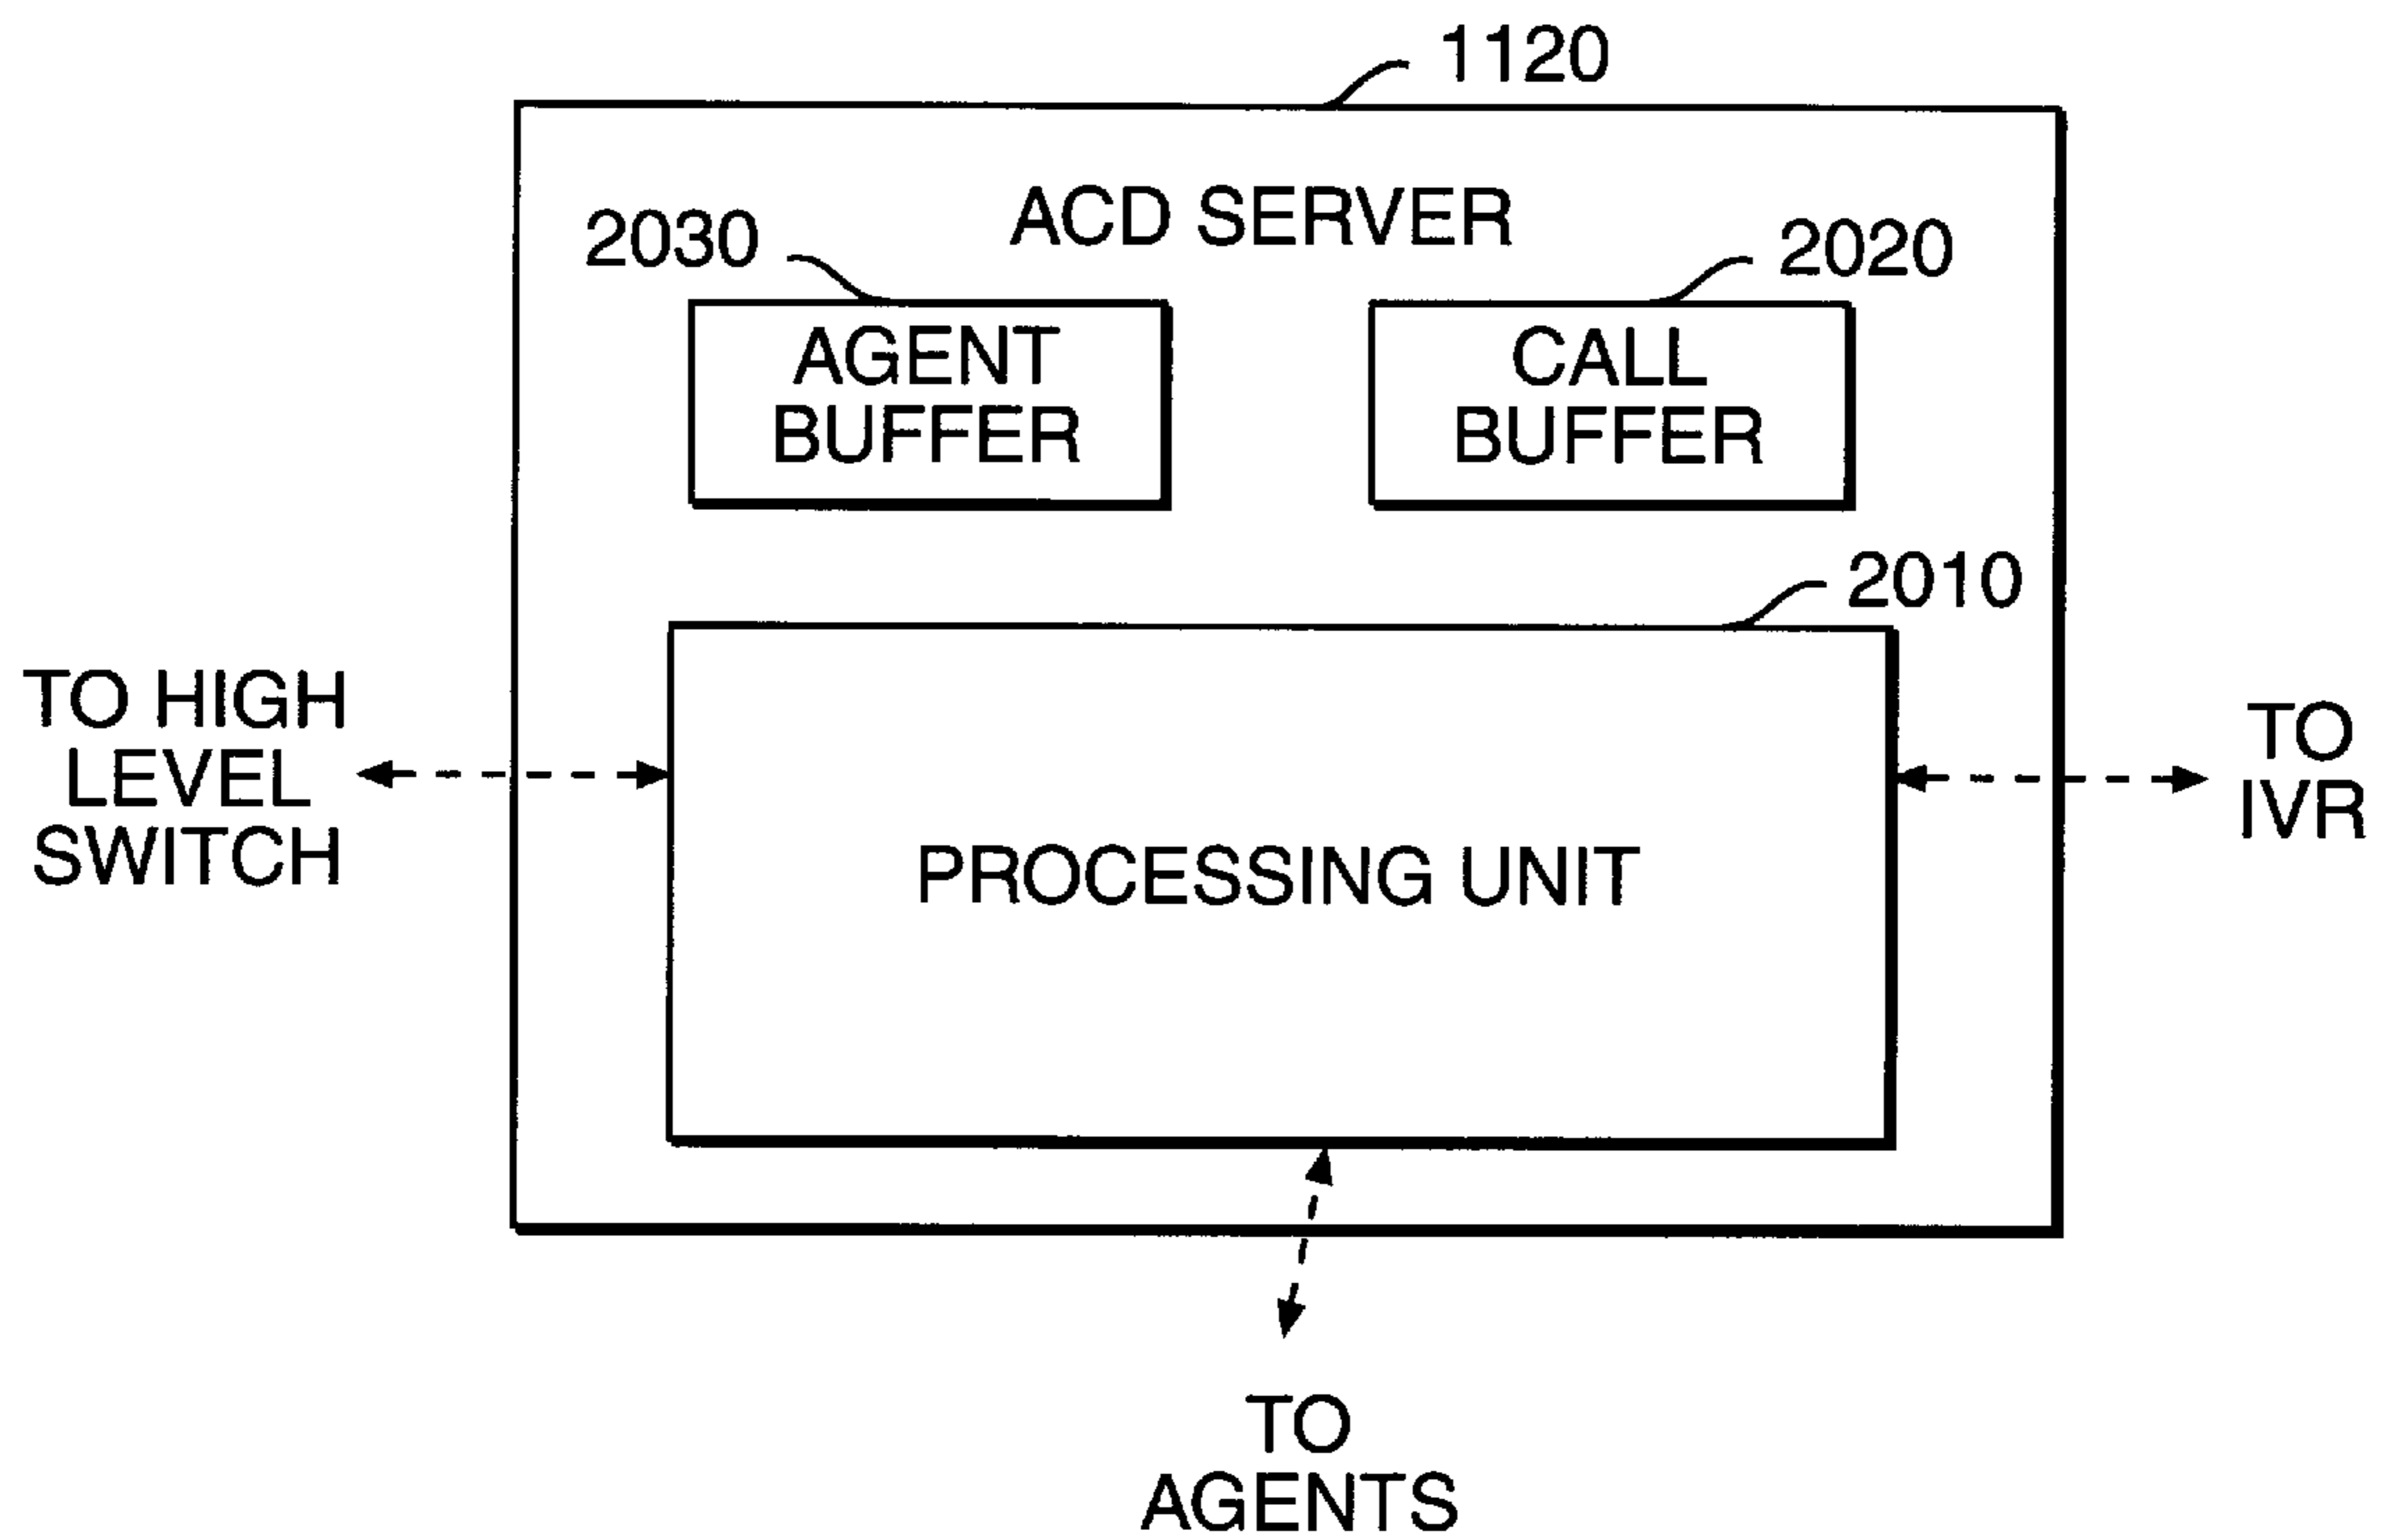 1120
ACD SERVER
2030
2020
AGENT
BUFFER
CALL
BUFFER
2010
TO HIGH
LEVEL
SWITCH
PROCESSING UNIT
TO
IVR
TO
AGENTS